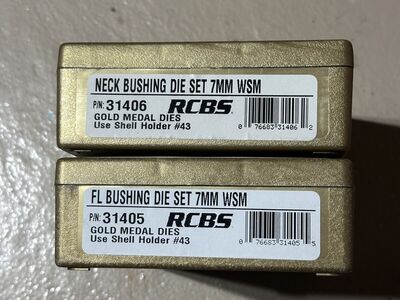 NECK BUSHING DIE SET 7MM WSM
P/N: 31406 RCBS
GOLD MEDAL DIES
Use Shell Holder #43
0 76683 31406 2
FL BUSHING DIE SET 7MM WSM
P/N: 31405 RCBS
GOLD MEDAL DIES
Use Shell Holder #43
0 76683 31405 5